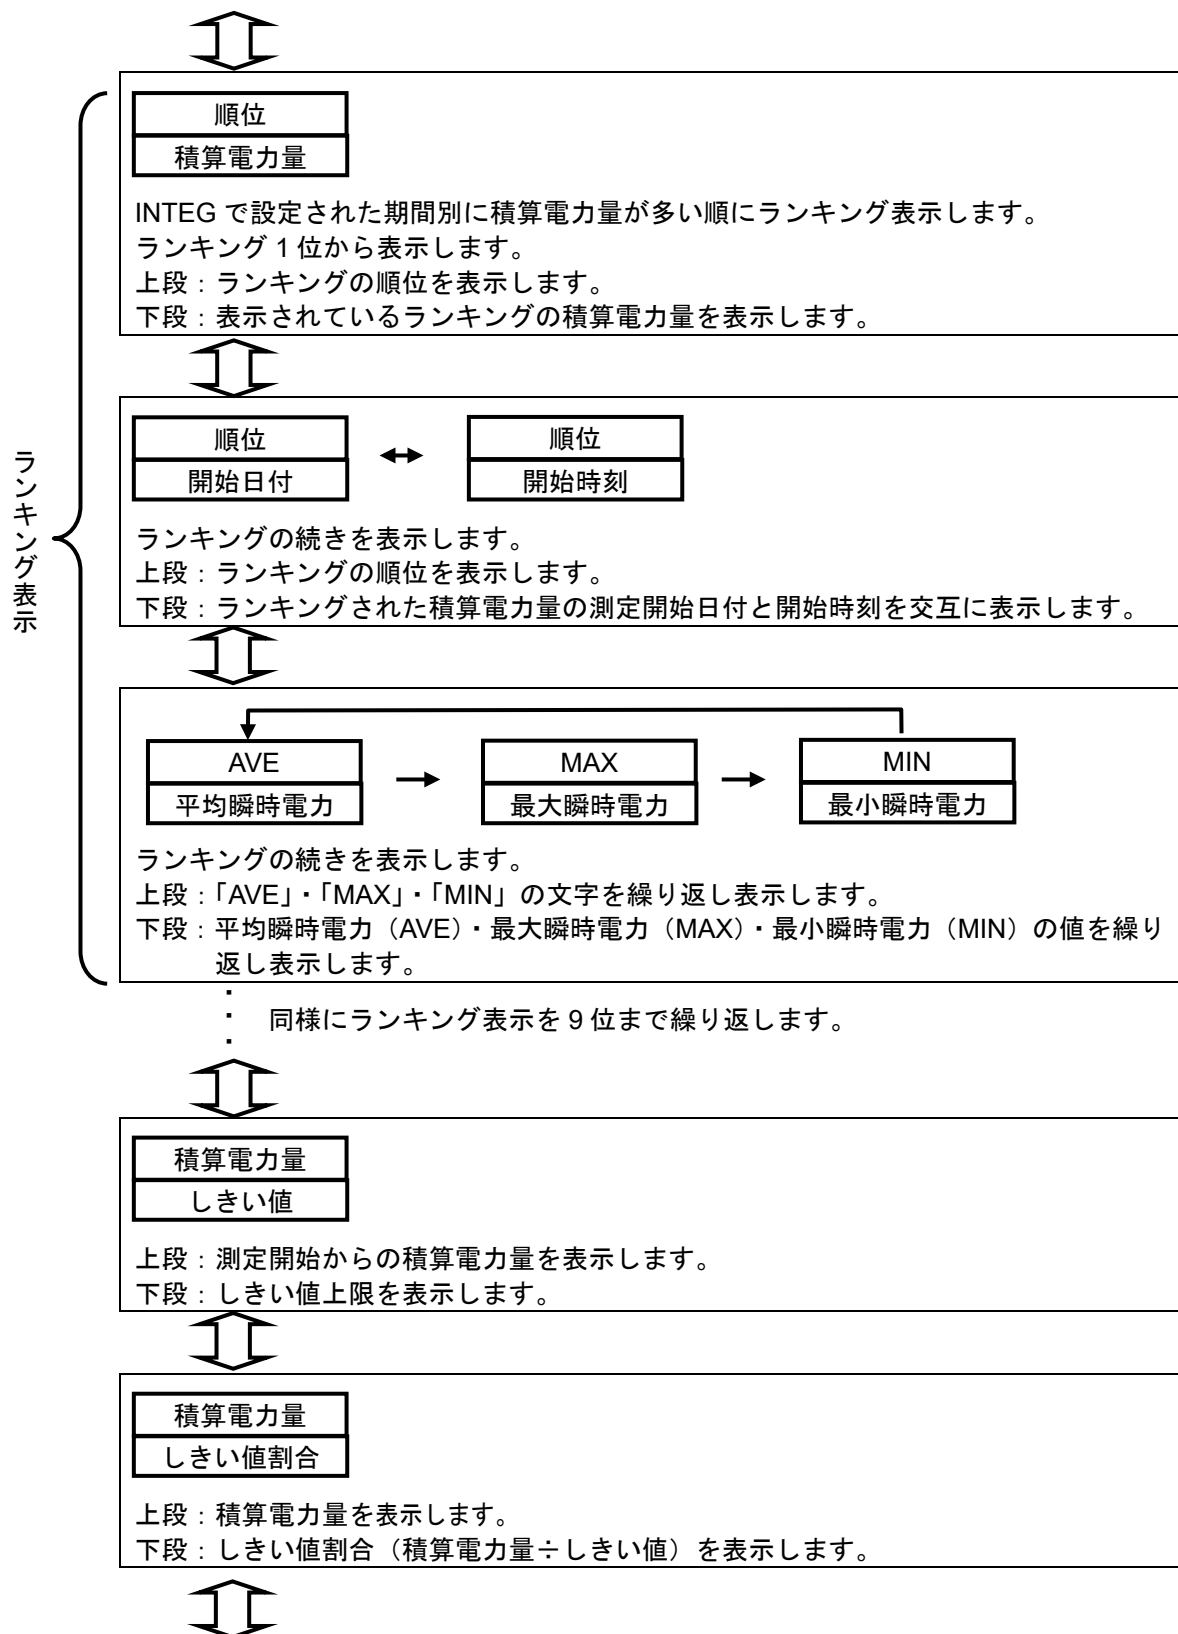 順位
積算電力量
INTEG で設定された期間別に積算電力量が多い順にランキング表示します。
ランキング 1 位から表示します。
上段：ランキングの順位を表示します。
下段：表示されているランキングの積算電力量を表示します。
ランキング表示
順位
開始日付
順位
開始時刻
ランキングの続きを表示します。
上段：ランキングの順位を表示します。
下段：ランキングされた積算電力量の測定開始日付と開始時刻を交互に表示します。
AVE
平均瞬時電力
MAX
最大瞬時電力
MIN
最小瞬時電力
ランキングの続きを表示します。
上段：「AVE」・「MAX」・「MIN」の文字を繰り返し表示します。
下段：平均瞬時電力（AVE）・最大瞬時電力（MAX）・最小瞬時電力（MIN）の値を繰り
返し表示します。
同様にランキング表示を 9 位まで繰り返します。
積算電力量
しきい値
上段：測定開始からの積算電力量を表示します。
下段：しきい値上限を表示します。
積算電力量
しきい値割合
上段：積算電力量を表示します。
下段：しきい値割合（積算電力量÷しきい値）を表示します。